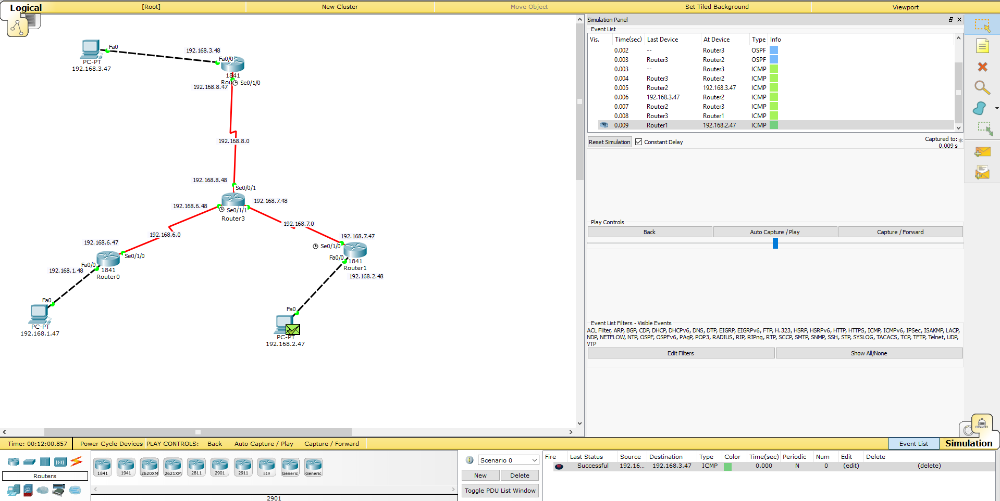 Logical
[Root]
New Cluster
Move Object
Set Tiled Background
Viewport
Fa0
PC-PT
192.168.3.47
192.168.3.48
Fa0/0
1841
Se0/1/0
192.168.8.47
192.168.8.0
192.168.8.48
Se0/0/1
192.168.7.48
192.168.6.48
Se0/1/1
Router3
192.168.7.0
192.168.6.0
192.168.7.47
192.168.6.47
Se0/1/0
Se0/1/0
Fa0/0
1841
Router1
192.168.2.48
Fa0/0
192.168.1.48
1841
Router0
Fa0
PC-PT
192.168.1.47
Fa0
PC-PT
192.168.2.47
Simulation Panel
Event List
Vis. Time(sec) Last Device At Device Type Info
0.002 -- Router3 OSPF
0.003 Router3 Router2 OSPF
0.003 -- Router3 ICMP
0.004 Router3 Router2 ICMP
0.005 Router2 192.168.3.47 ICMP
0.006 192.168.3.47 Router2 ICMP
0.007 Router2 Router3 ICMP
0.008 Router3 Router1 ICMP
0.009 Router1 192.168.2.47 ICMP
Reset Simulation Constant Delay
Captured to:
0.009 s
Play Controls
Back Auto Capture / Play Capture / Forward
Event List Filters - Visible Events
ACL Filter, ARP, BGP, CDP, DHCP, DHCPv6, DNS, DTP, EIGRP, EIGRPv6, FTP, H.323, HSRP, HSRPv6, HTTP, HTTPS, ICMP, ICMPv6, IPSec, ISAKMP, LACP,
NDP, NETFLOW, NTP, OSPF, OSPFv6, PAgP, POP3, RADIUS, RIP, RIPng, RTP, SCCP, SMTP, SNMP, SSH, STP, SYSLOG, TACACS, TCP, TFTP, Telnet, UDP,
VTP
Edit Filters Show All/None
Time: 00:12:00.857 Power Cycle Devices PLAY CONTROLS: Back Auto Capture / Play Capture / Forward
Event List Simulation
Routers
1841 1941 2620XM 2621XM 2811 2901 2911 819 Generic Generic
2901
Scenario 0
New Delete
Toggle PDU List Window
Fire Last Status Source Destination Type Color Time(sec) Periodic Num Edit Delete
Successful 192.16... 192.168.3.47 ICMP 0.000 N 0 (edit) (delete)